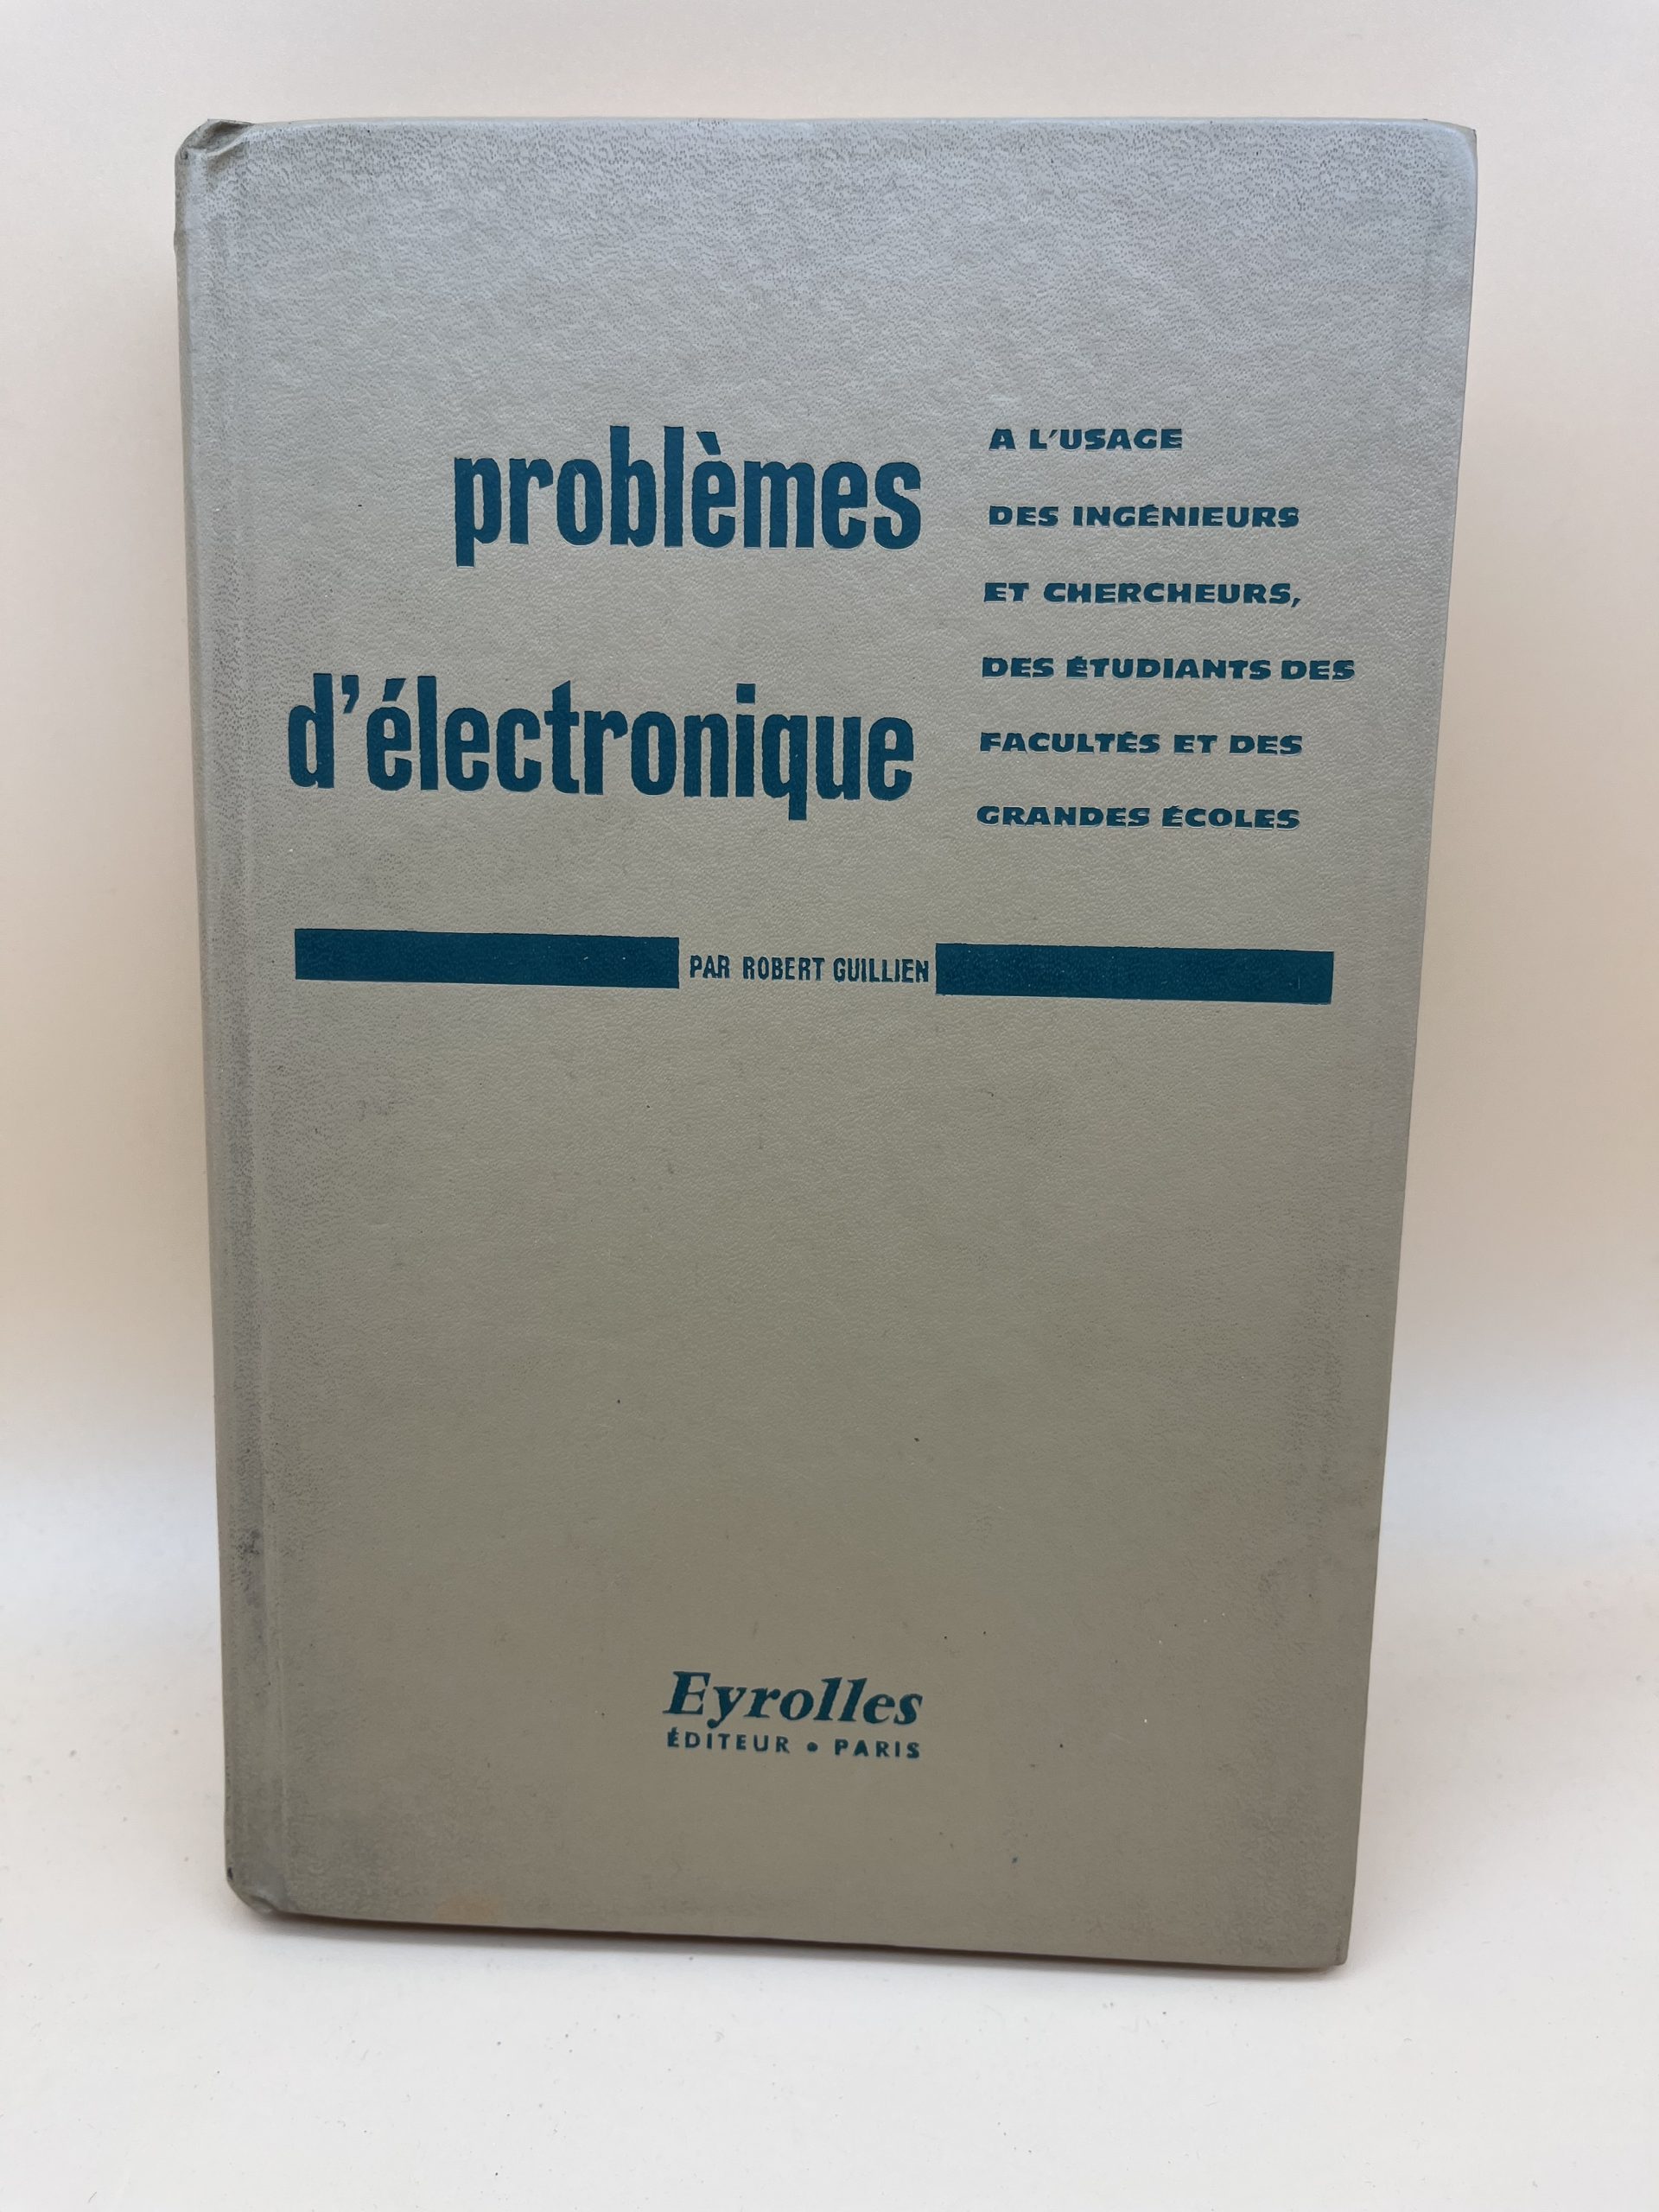 problèmes
d'électronique
A L'USAGE
DES INGÉNIEURS
ET CHERCHEURS,
DES ÉTUDIANTS DES
FACULTÉS ET DES
GRANDES ÉCOLES
PAR ROBERT GUILLIEN
Eyrolles
ÉDITEUR • PARIS